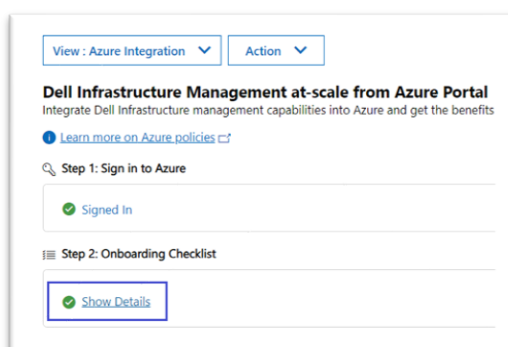 View : Azure Integration
Action
Dell Infrastructure Management at-scale from Azure Portal
Integrate Dell Infrastructure management capabilities into Azure and get the benefits
Learn more on Azure policies
Step 1: Sign in to Azure
Signed In
Step 2: Onboarding Checklist
Show Details